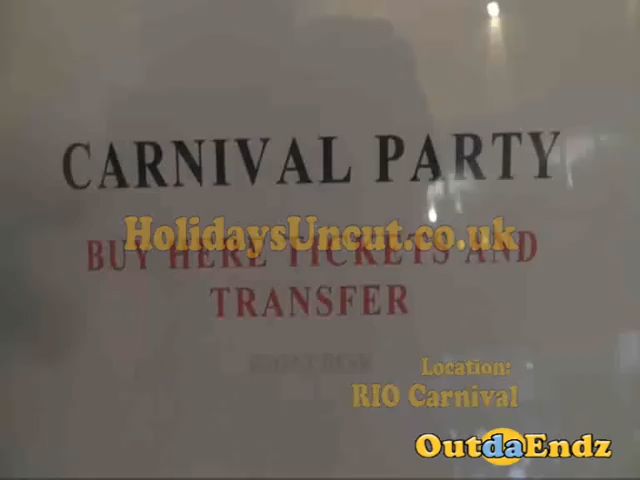 CARNIVAL PARTY
HolidaysUncut.co.uk
BUY HERE TICKETS AND
TRANSFER
Location:
RIO Carnival
OutdaEndz